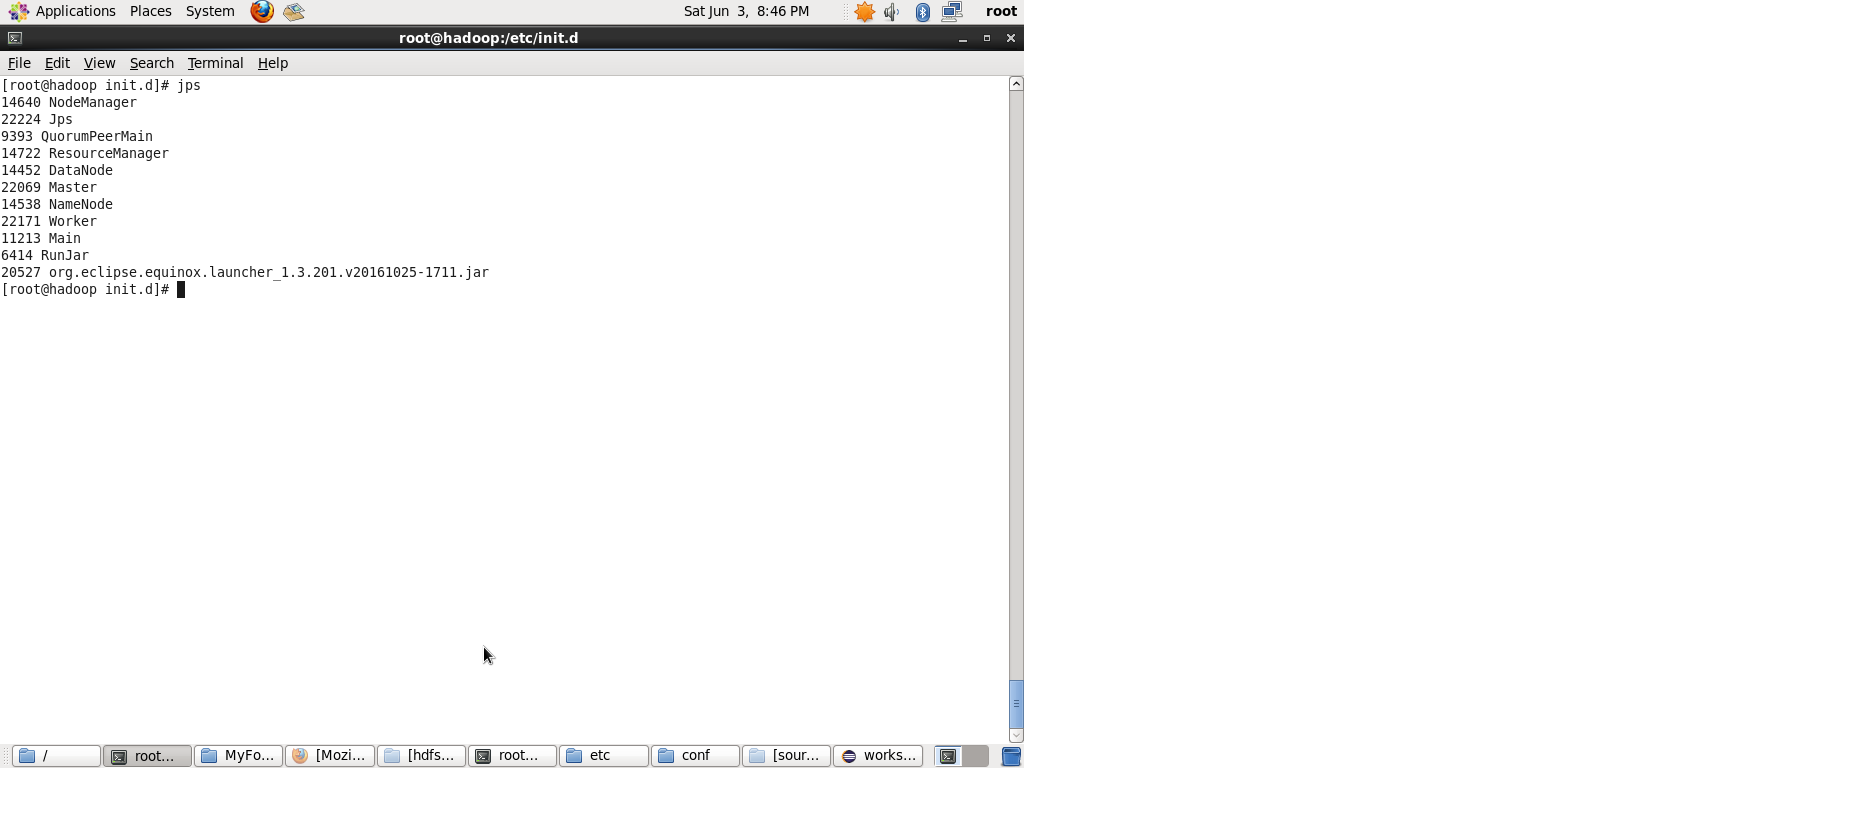 Applications Places System Sat Jun 3, 8:46 PM root
root@hadoop:/etc/init.d
File Edit View Search Terminal Help
[root@hadoop init.d]# jps
14640 NodeManager
22224 Jps
9393 QuorumPeerMain
14722 ResourceManager
14452 DataNode
22069 Master
14538 NameNode
22171 Worker
11213 Main
6414 RunJar
20527 org.eclipse.equinox.launcher_1.3.201.v20161025-1711.jar
[root@hadoop init.d]#
/ root... MyFo... [Mozi... [hdfs... root... etc conf [sour... works...